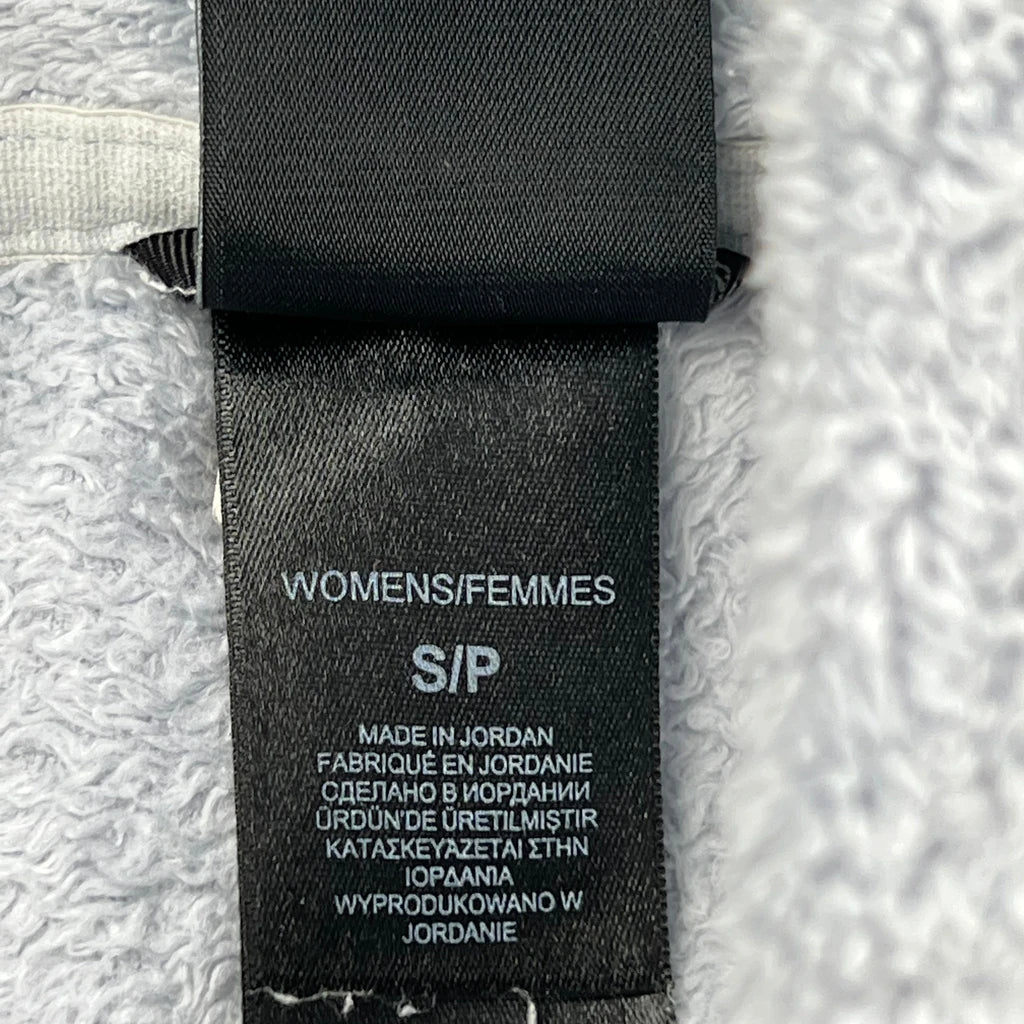 WOMENS/FEMMES
S/P
MADE IN JORDAN
FABRIQUÉ EN JORDANIE
СДЕЛАНО В ИОРДАНИИ
ÜRDÜN'DE ÜRETILMIŞTIR
ΚΑΤΑΣΚΕΥΑΖΕΤΑΙ ΣΤΗΝ
ΙΟΡΔΑΝΙΑ
WYPRODUKOWANO W
JORDANIE